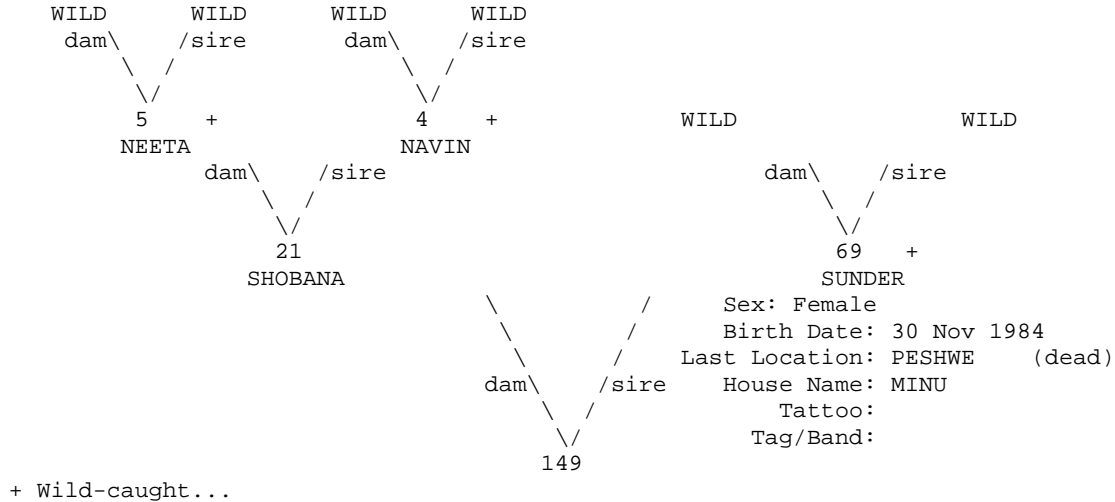 WILD WILD WILD WILD
dam\ /sire dam\ /sire
\ / \ /
\/ \/
5 + 4 + WILD WILD
NEETA NAVIN
dam\ /sire dam\ /sire
\ / \ /
\/ \/
21 69 +
SHOBANA SUNDER
\ / Sex: Female
\ / Birth Date: 30 Nov 1984
\ / Last Location: PESHWE (dead)
dam\ /sire House Name: MINU
\ / Tattoo:
\/ Tag/Band:
149
+ Wild-caught...